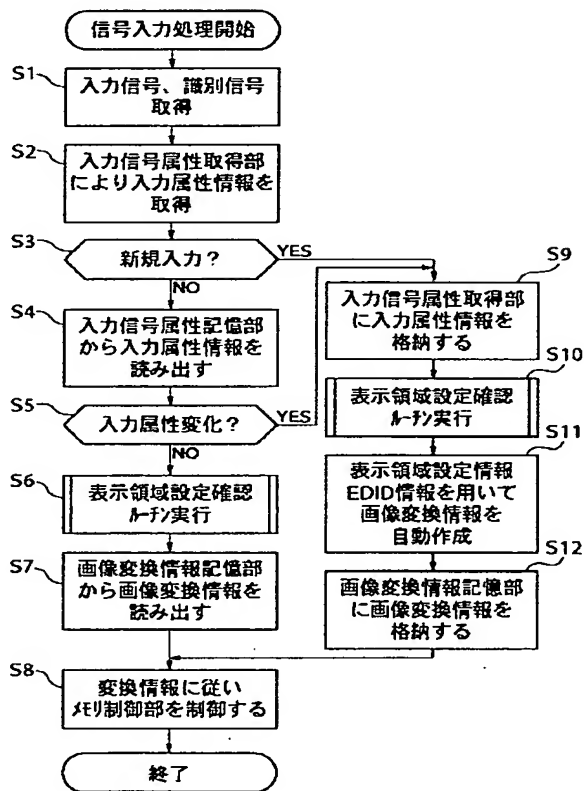 信号入力処理開始
S1
入力信号、識別信号
取得
S2
入力信号属性取得部
により入力属性情報を
取得
S3
新規入力？
YES
NO
S4
入力信号属性記憶部
から入力属性情報を
読み出す
S5
入力属性変化？
YES
NO
S6
表示領域設定確認
ﾙｰﾁﾝ実行
S7
画像変換情報記憶部
から画像変換情報を
読み出す
S8
変換情報に従い
ﾒﾓﾘ制御部を制御する
終了
S9
入力信号属性取得部
に入力属性情報を
格納する
S10
表示領域設定確認
ﾙｰﾁﾝ実行
S11
表示領域設定情報
EDID情報を用いて
画像変換情報を
自動作成
S12
画像変換情報記憶部
に画像変換情報を
格納する